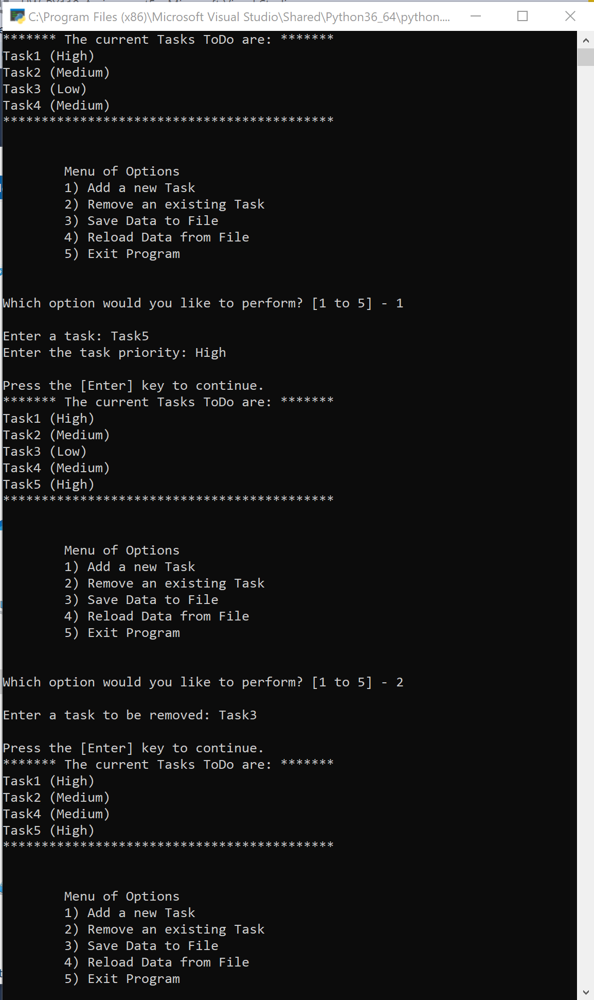 C:\Program Files (x86)\Microsoft Visual Studio\Shared\Python36_64\python....
******* The current Tasks ToDo are: *******
Task1 (High)
Task2 (Medium)
Task3 (Low)
Task4 (Medium)
*******************************************
Menu of Options
1) Add a new Task
2) Remove an existing Task
3) Save Data to File
4) Reload Data from File
5) Exit Program
Which option would you like to perform? [1 to 5] - 1
Enter a task: Task5
Enter the task priority: High
Press the [Enter] key to continue.
******* The current Tasks ToDo are: *******
Task1 (High)
Task2 (Medium)
Task3 (Low)
Task4 (Medium)
Task5 (High)
*******************************************
Menu of Options
1) Add a new Task
2) Remove an existing Task
3) Save Data to File
4) Reload Data from File
5) Exit Program
Which option would you like to perform? [1 to 5] - 2
Enter a task to be removed: Task3
Press the [Enter] key to continue.
******* The current Tasks ToDo are: *******
Task1 (High)
Task2 (Medium)
Task4 (Medium)
Task5 (High)
*******************************************
Menu of Options
1) Add a new Task
2) Remove an existing Task
3) Save Data to File
4) Reload Data from File
5) Exit Program